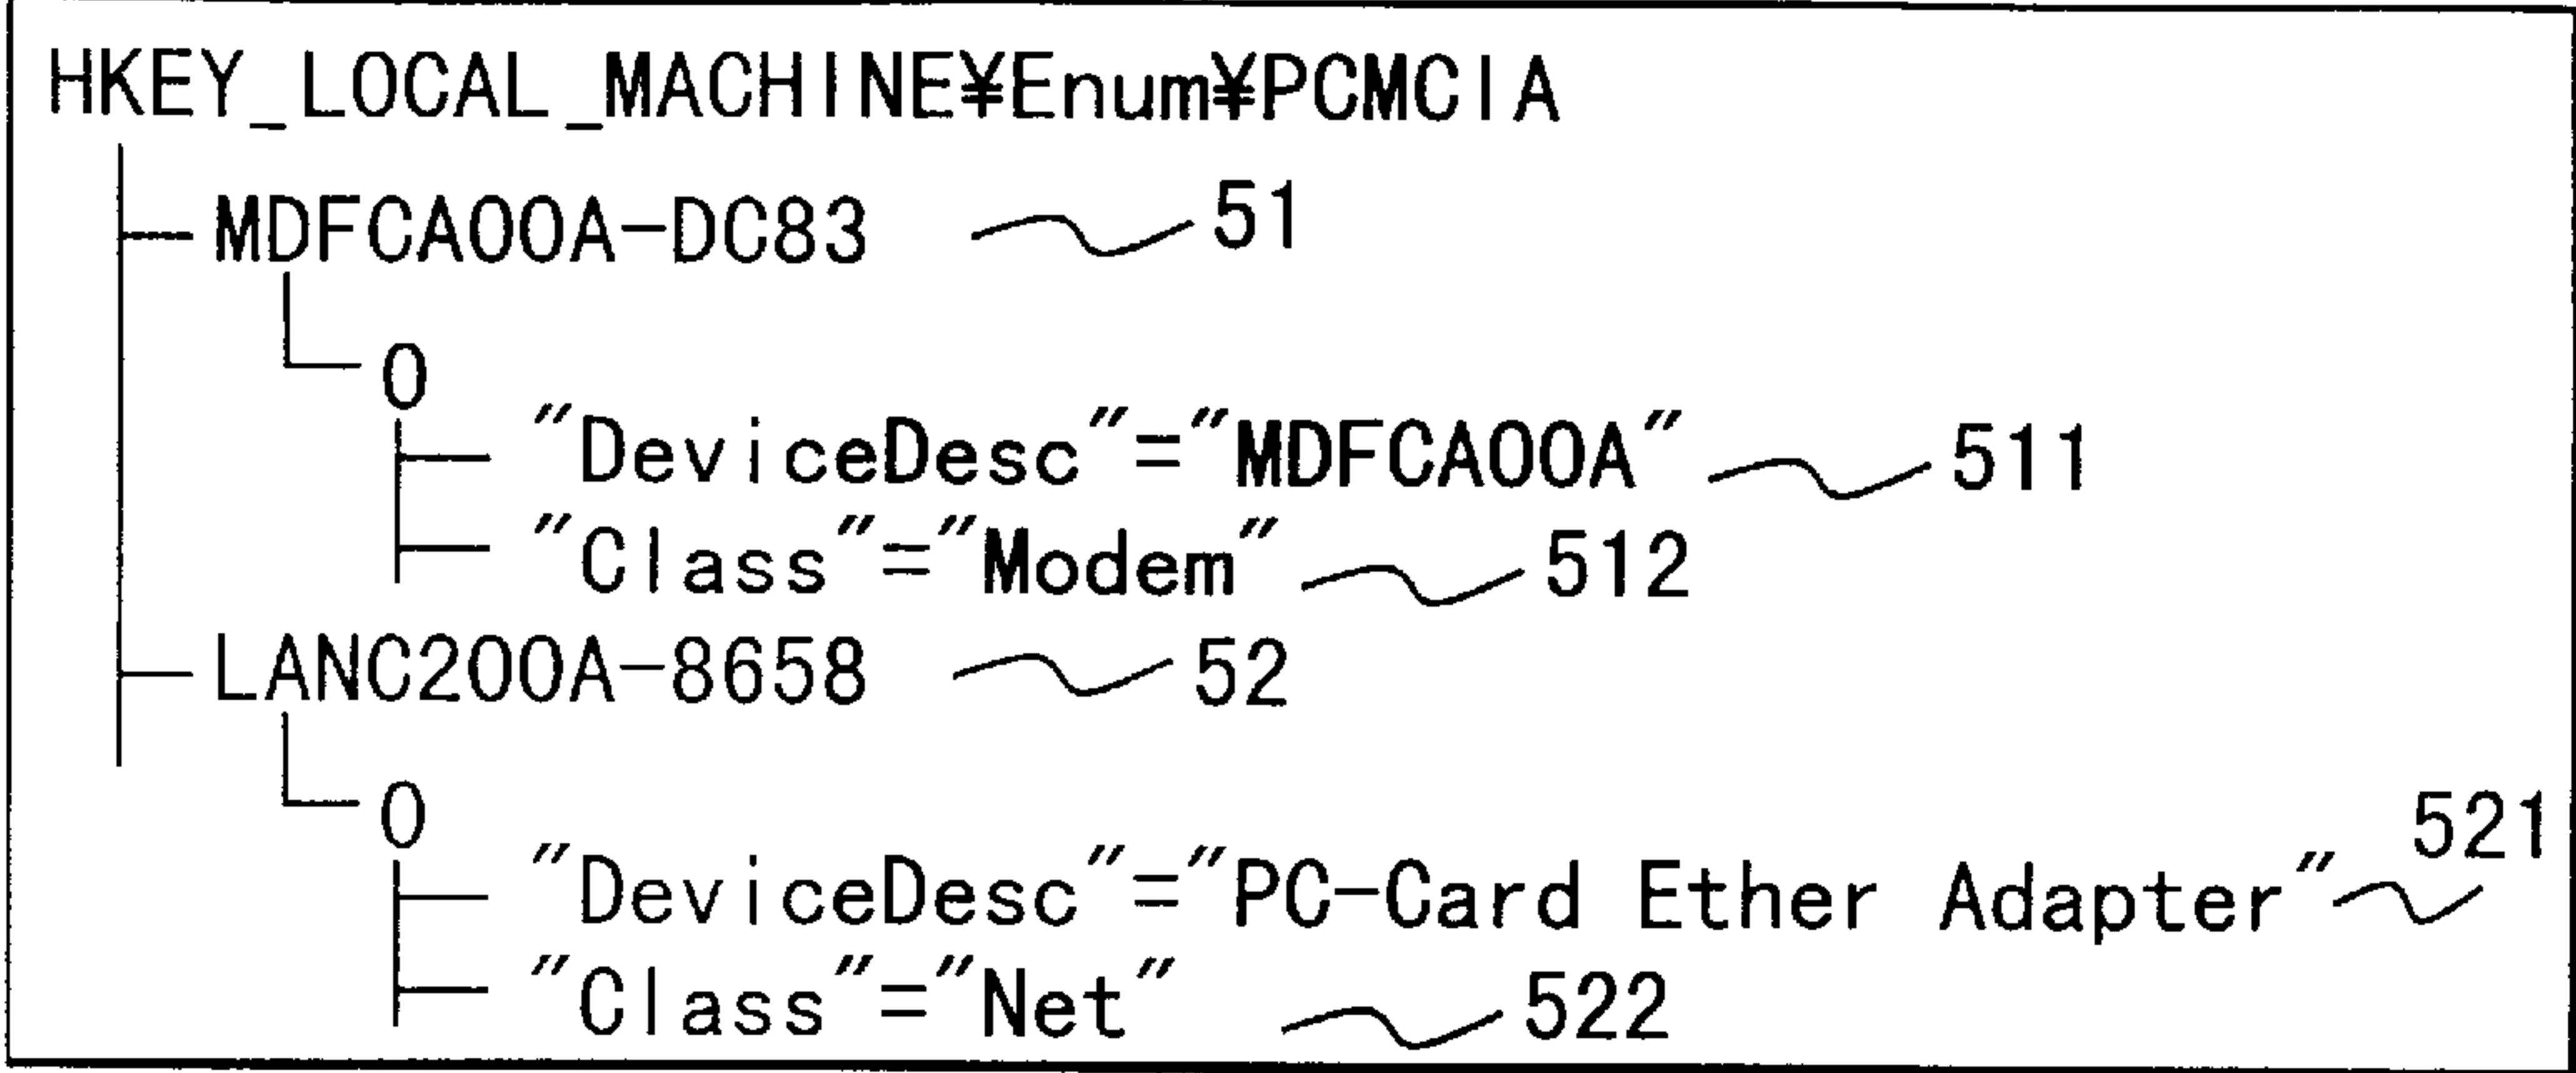 HKEY_LOCAL_MACHINE¥Enum¥PCMCIA
MDFCA00A-DC83 51
0
"DeviceDesc"="MDFCA00A" 511
"Class"="Modem" 512
LANC200A-8658 52
0
"DeviceDesc"="PC-Card Ether Adapter" 521
"Class"="Net" 522